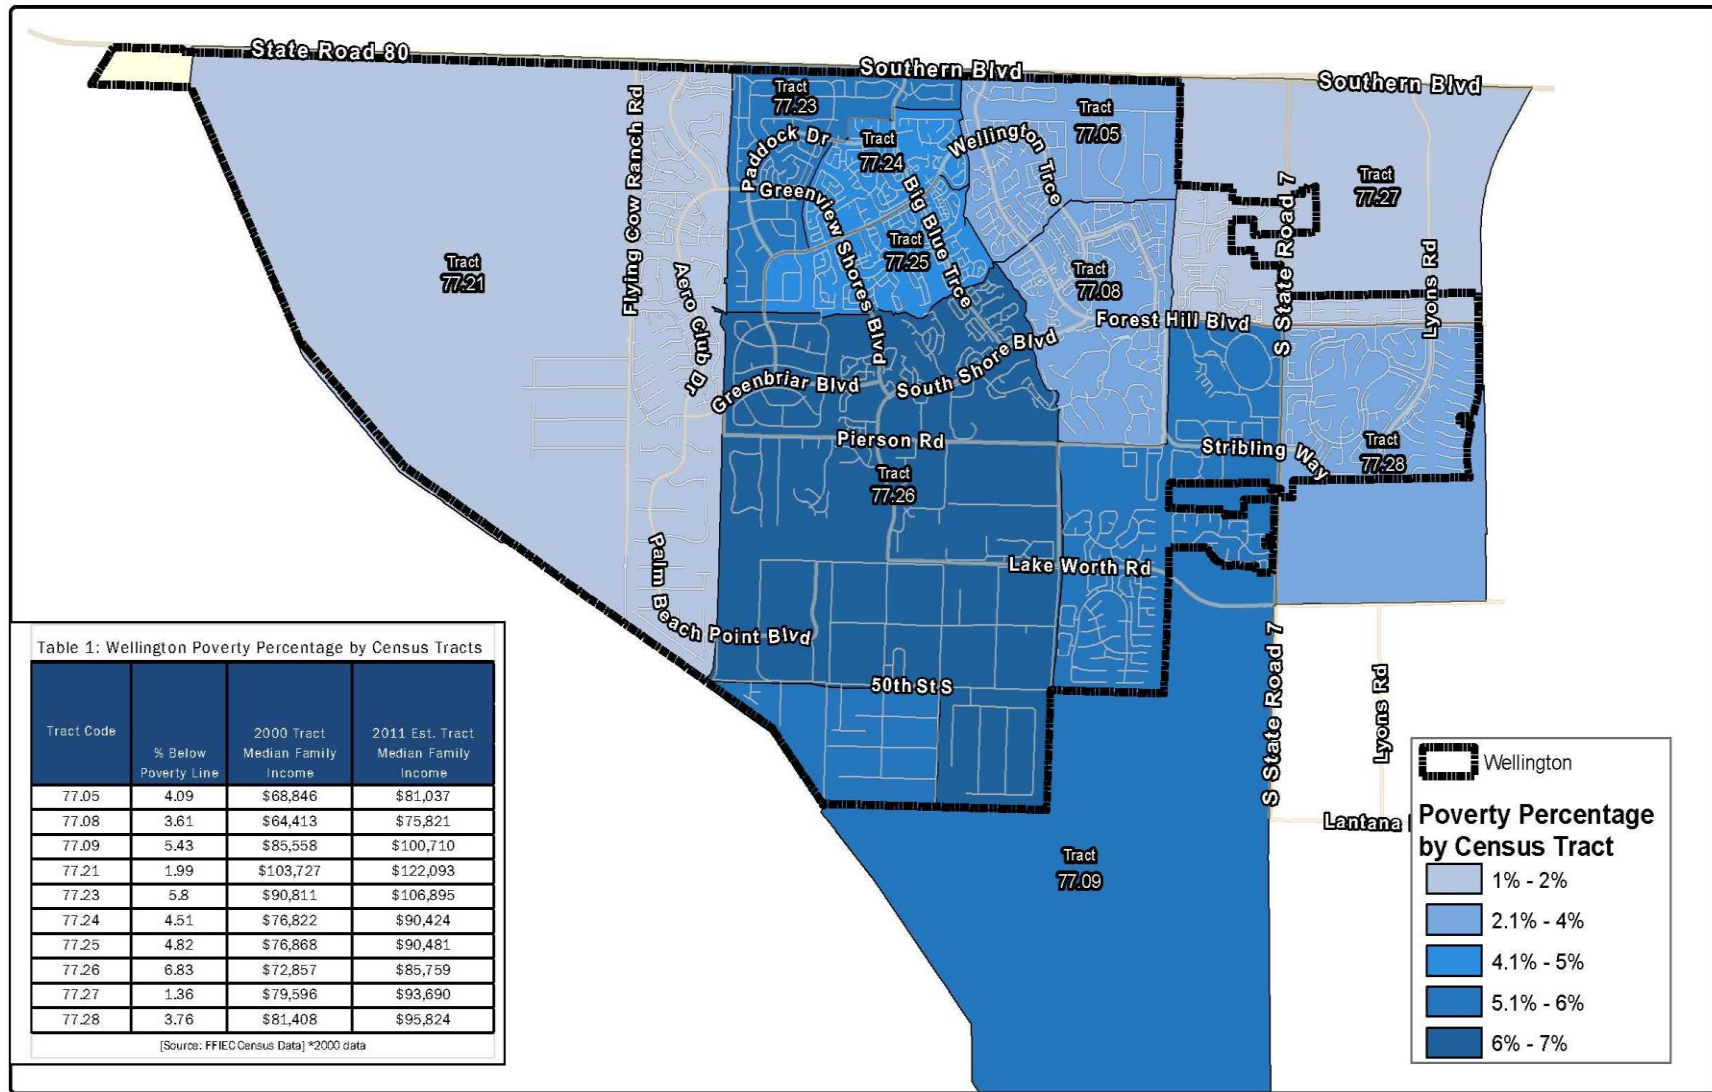 State Road 80
Southern Blvd
Southern Blvd
Tract
77.23
Tract
77.05
Paddock Dr
Tract
77.24
Wellington Trce
Flying Cow Ranch Rd
Greenview Shores Blvd
Big Blue Trce
S State Road 7
Tract
77.27
Tract
77.21
Tract
77.25
Aero Club Dr
Tract
77.08
Lyons Rd
Forest Hill Blvd
Greenbriar Blvd
South Shore Blvd
Pierson Rd
Stribling Way
Tract
77.28
Tract
77.26
Palm Beach Point Blvd
Lake Worth Rd
50th St S
S State Road 7
Lyons Rd
Lantana
Tract
77.09
Table 1: Wellington Poverty Percentage by Census Tracts
Tract Code % Below Poverty Line 2000 Tract Median Family Income 2011 Est. Tract Median Family Income
77.05 4.09 $68,846 $81,037
77.08 3.61 $64,413 $75,821
77.09 5.43 $85,558 $100,710
77.21 1.99 $103,727 $122,093
77.23 5.8 $90,811 $106,895
77.24 4.51 $76,822 $90,424
77.25 4.82 $76,868 $90,481
77.26 6.83 $72,857 $85,759
77.27 1.36 $79,596 $93,690
77.28 3.76 $81,408 $95,824
[Source: FFIEC Census Data] *2000 data
Wellington
Poverty Percentage
by Census Tract
1% - 2%
2.1% - 4%
4.1% - 5%
5.1% - 6%
6% - 7%